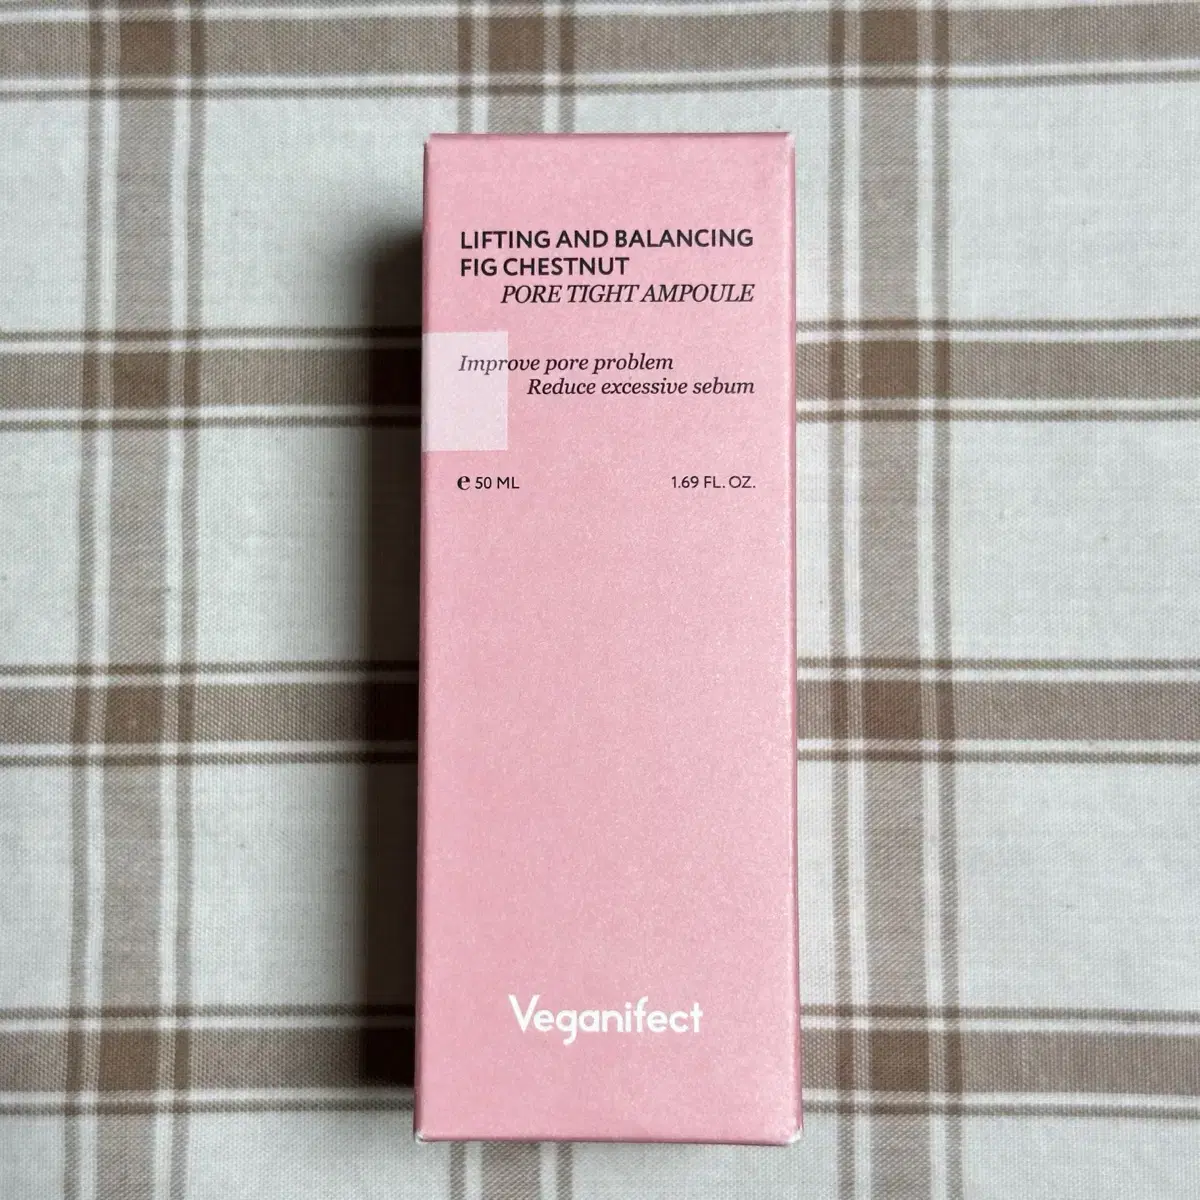 LIFTING AND BALANCING
FIG CHESTNUT
PORE TIGHT AMPOULE
Improve pore problem
Reduce excessive sebum
℮ 50 ML 1.69 FL. OZ.
Veganifect